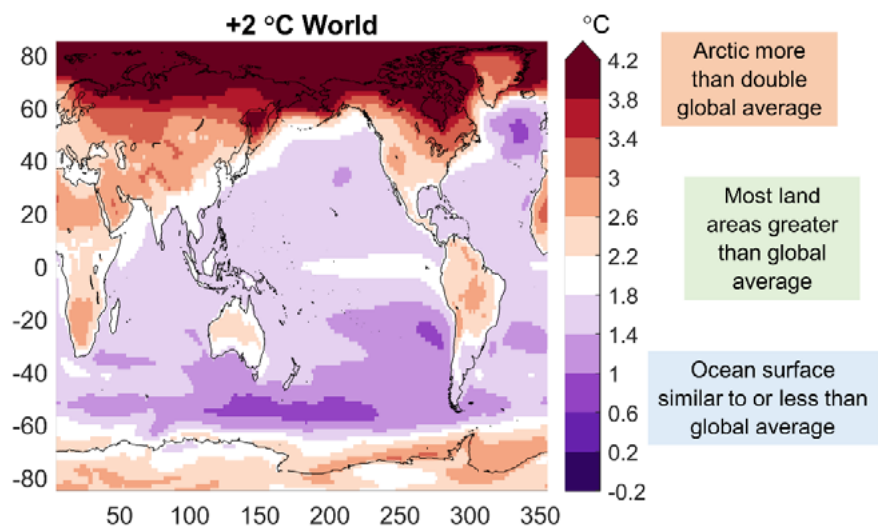 +2 °C World
°C
80
60
40
20
0
-20
-40
-60
-80
50
100
150
200
250
300
350
4.2
3.8
3.4
3
2.6
2.2
1.8
1.4
1
0.6
0.2
-0.2
Arctic more
than double
global average
Most land
areas greater
than global
average
Ocean surface
similar to or less than
global average